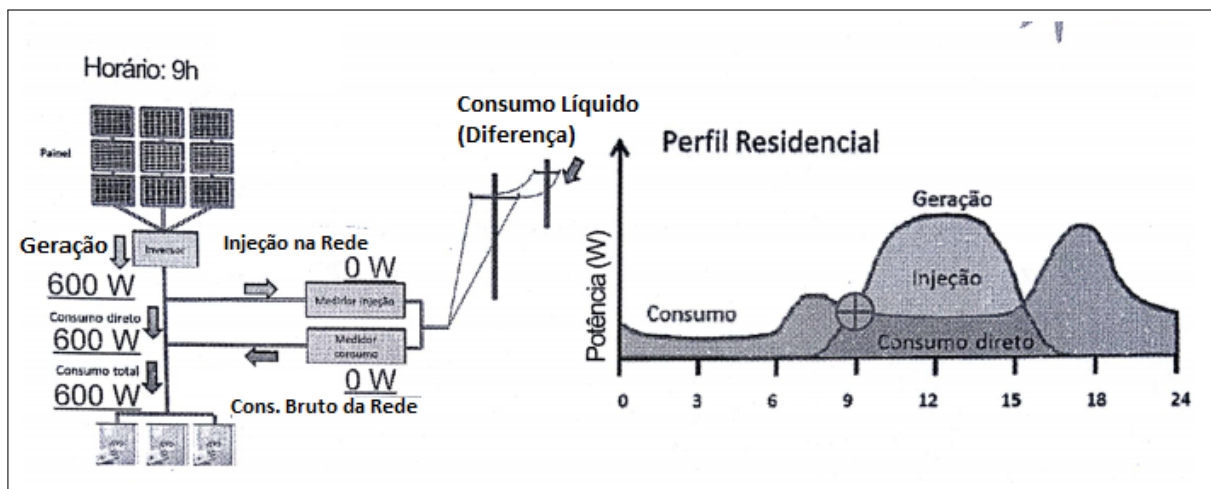 Horário: 9h
Painel
Inversor
Geração
600 W
Consumo direto
600 W
Consumo total
600 W
Injeção na Rede
0 W
Medidor injeção
Medidor consumo
0 W
Cons. Bruto da Rede
Consumo Líquido
(Diferença)
Perfil Residencial
Potência (W)
Geração
Injeção
Consumo
Consumo direto
0 3 6 9 12 15 18 24